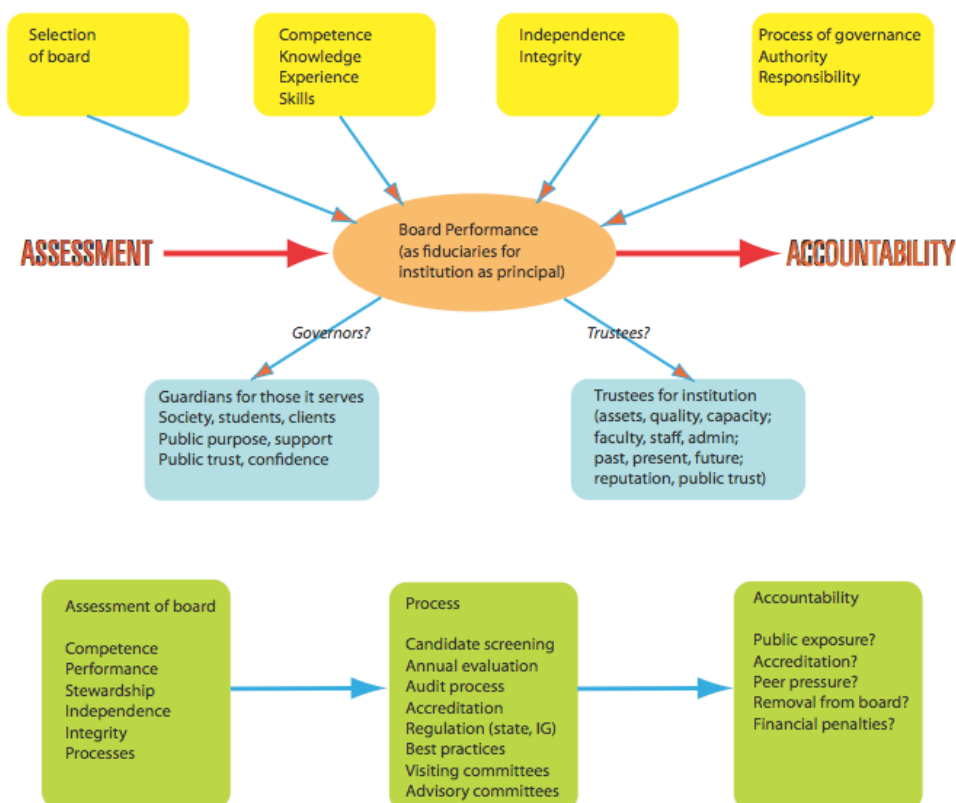 Selection
of board
Competence
Knowledge
Experience
Skills
Independence
Integrity
Process of governance
Authority
Responsibility
ASSESSMENT
Board Performance
(as fiduciaries for
institution as principal)
ACCOUNTABILITY
Governors?
Trustees?
Guardians for those it serves
Society, students, clients
Public purpose, support
Public trust, confidence
Trustees for institution
(assets, quality, capacity;
faculty, staff, admin;
past, present, future;
reputation, public trust)
Assessment of board
Competence
Performance
Stewardship
Independence
Integrity
Processes
Process
Candidate screening
Annual evaluation
Audit process
Accreditation
Regulation (state, IG)
Best practices
Visiting committees
Advisory committees
Accountability
Public exposure?
Accreditation?
Peer pressure?
Removal from board?
Financial penalties?